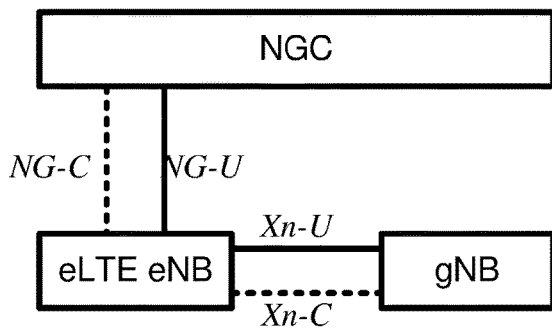 NGC
NG-C NG-U
Xn-U
eLTE eNB gNB
Xn-C